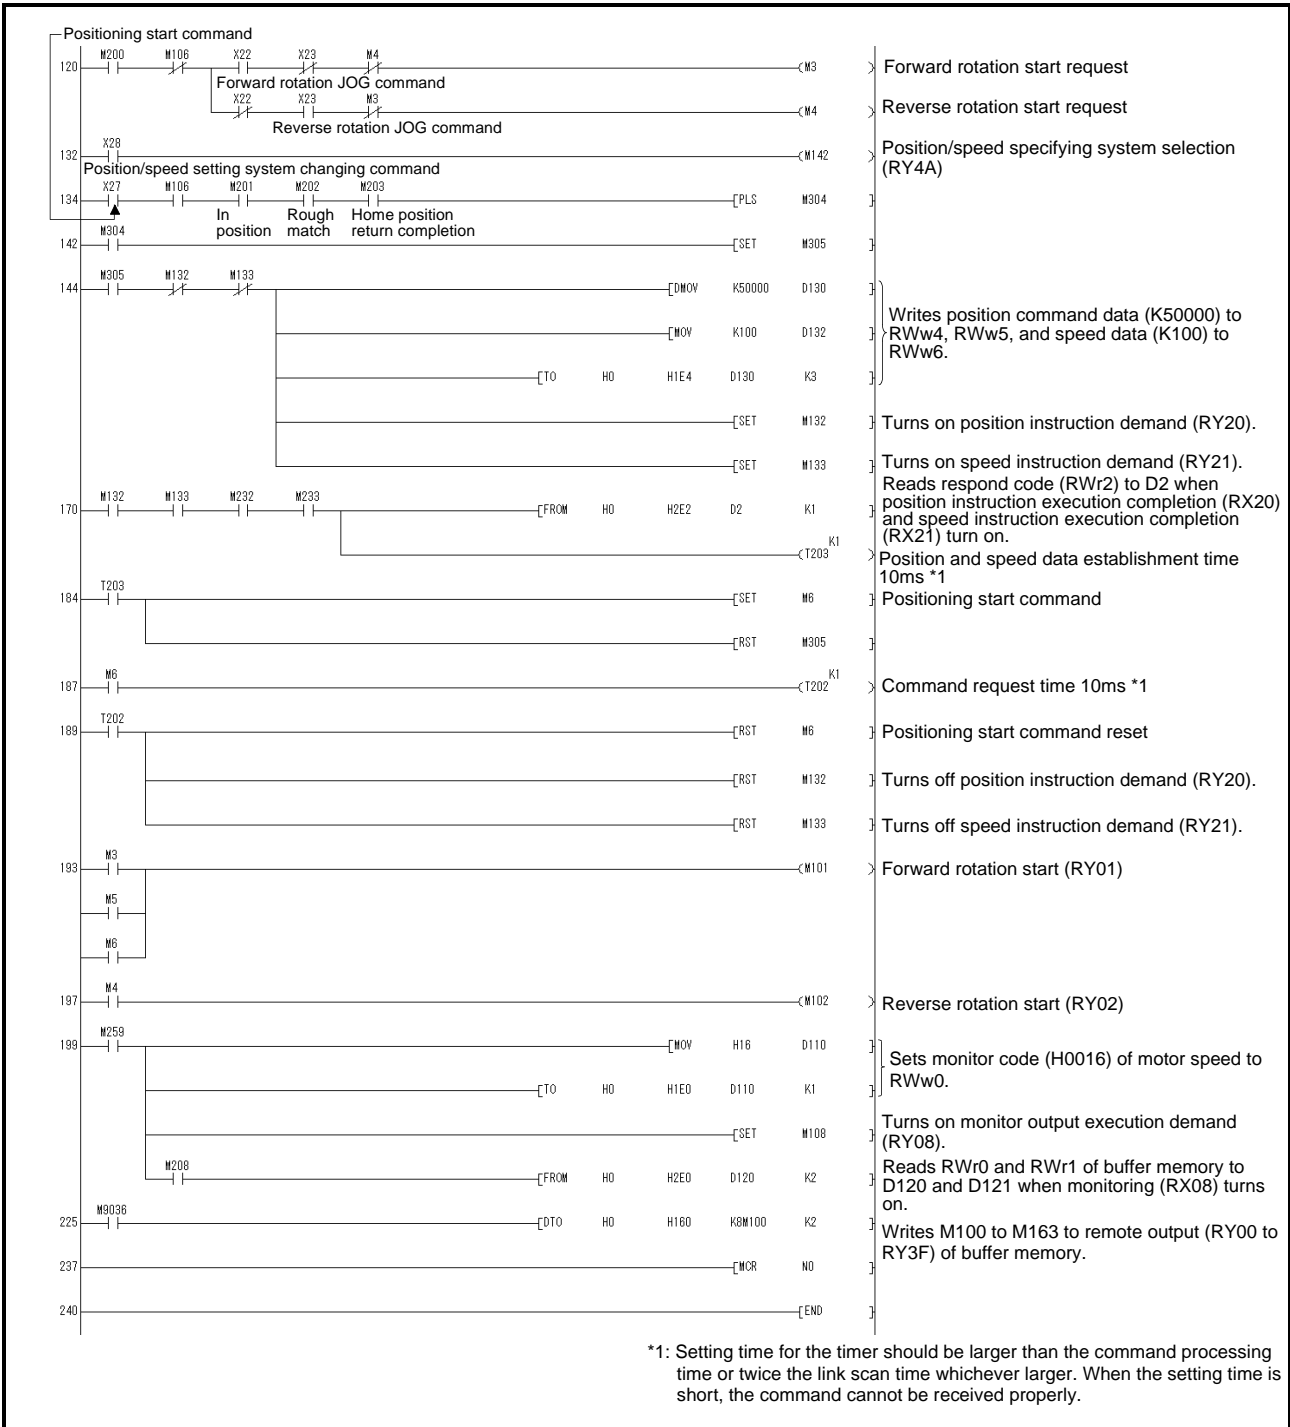 Positioning start command
M200 M106 X22 X23 M4
120 (M3 ) Forward rotation start request
Forward rotation JOG command
X22 X23 M3
(M4 ) Reverse rotation start request
Reverse rotation JOG command
X28
132 (M142 ) Position/speed specifying system selection
(RY4A)
Position/speed setting system changing command
X27 M106 M201 M202 M203
134 [PLS M304 ]
In Rough Home position
position match return completion
M304
142 [SET M305 ]
M305 M132 M133
144 [DMOV K50000 D130 ]
Writes position command data (K50000) to
[MOV K100 D132 ] RWw4, RWw5, and speed data (K100) to
RWw6.
[TO H0 H1E4 D130 K3 ]
[SET M132 ] Turns on position instruction demand (RY20).
[SET M133 ] Turns on speed instruction demand (RY21).
M132 M133 M232 M233
170 [FROM H0 H2E2 D2 K1 ]
Reads respond code (RWr2) to D2 when
position instruction execution completion (RX20)
and speed instruction execution completion
(RX21) turn on.
K1
(T203 ) Position and speed data establishment time
10ms *1
T203
184 [SET M6 ] Positioning start command
[RST M305 ]
M6 K1
187 (T202 ) Command request time 10ms *1
T202
189 [RST M6 ] Positioning start command reset
[RST M132 ] Turns off position instruction demand (RY20).
[RST M133 ] Turns off speed instruction demand (RY21).
M3
193 (M101 ) Forward rotation start (RY01)
M5
M6
M4
197 (M102 ) Reverse rotation start (RY02)
M259
199 [MOV H16 D110 ]
Sets monitor code (H0016) of motor speed to
RWw0.
[TO H0 H1E0 D110 K1 ]
[SET M108 ] Turns on monitor output execution demand
(RY08).
M208
[FROM H0 H2E0 D120 K2 ] Reads RWr0 and RWr1 of buffer memory to
D120 and D121 when monitoring (RX08) turns
on.
M9036
225 [DTO H0 H160 K8M100 K2 ] Writes M100 to M163 to remote output (RY00 to
RY3F) of buffer memory.
237 [MCR N0 ]
240 [END ]
*1: Setting time for the timer should be larger than the command processing
time or twice the link scan time whichever larger. When the setting time is
short, the command cannot be received properly.